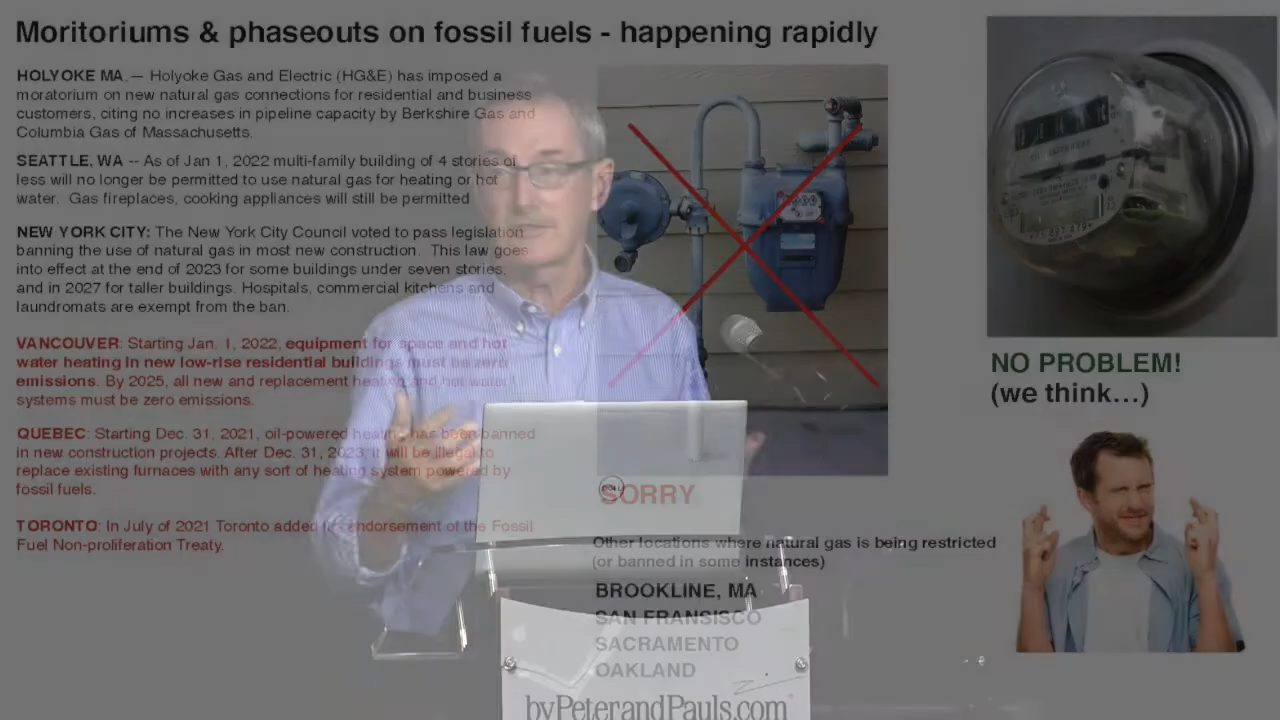 Moritoriums & phaseouts on fossil fuels - happening rapidly
HOLYOKE MA.— Holyoke Gas and Electric (HG&E) has imposed a
moratorium on new natural gas connections for residential and business
customers, citing no increases in pipeline capacity by Berkshire Gas and
Columbia Gas of Massachusetts.
SEATTLE, WA -- As of Jan 1, 2022 multi-family building of 4 stories of
less will no longer be permitted to use natural gas for heating or hot
water. Gas fireplaces, cooking appliances will still be permitted
NEW YORK CITY: The New York City Council voted to pass legislation
banning the use of natural gas in most new construction. This law goes
into effect at the end of 2023 for some buildings under seven stories,
and in 2027 for taller buildings. Hospitals, commercial kitchens and
laundromats are exempt from the ban.
VANCOUVER: Starting Jan. 1, 2022, equipment for space and hot
water heating in new low-rise residential buildings must be zero
emissions. By 2025, all new and replacement heating and hot water
systems must be zero emissions.
QUEBEC: Starting Dec. 31, 2021, oil-powered heating has been banned
in new construction projects. After Dec. 31, 2023, it will be illegal to
replace existing furnaces with any sort of heating system powered by
fossil fuels.
TORONTO: In July of 2021 Toronto added its endorsement of the Fossil
Fuel Non-proliferation Treaty.
NO PROBLEM!
(we think…)
SORRY
Other locations where natural gas is being restricted
(or banned in some instances)
BROOKLINE, MA
SAN FRANSISCO
SACRAMENTO
OAKLAND
byPeterandPauls.com